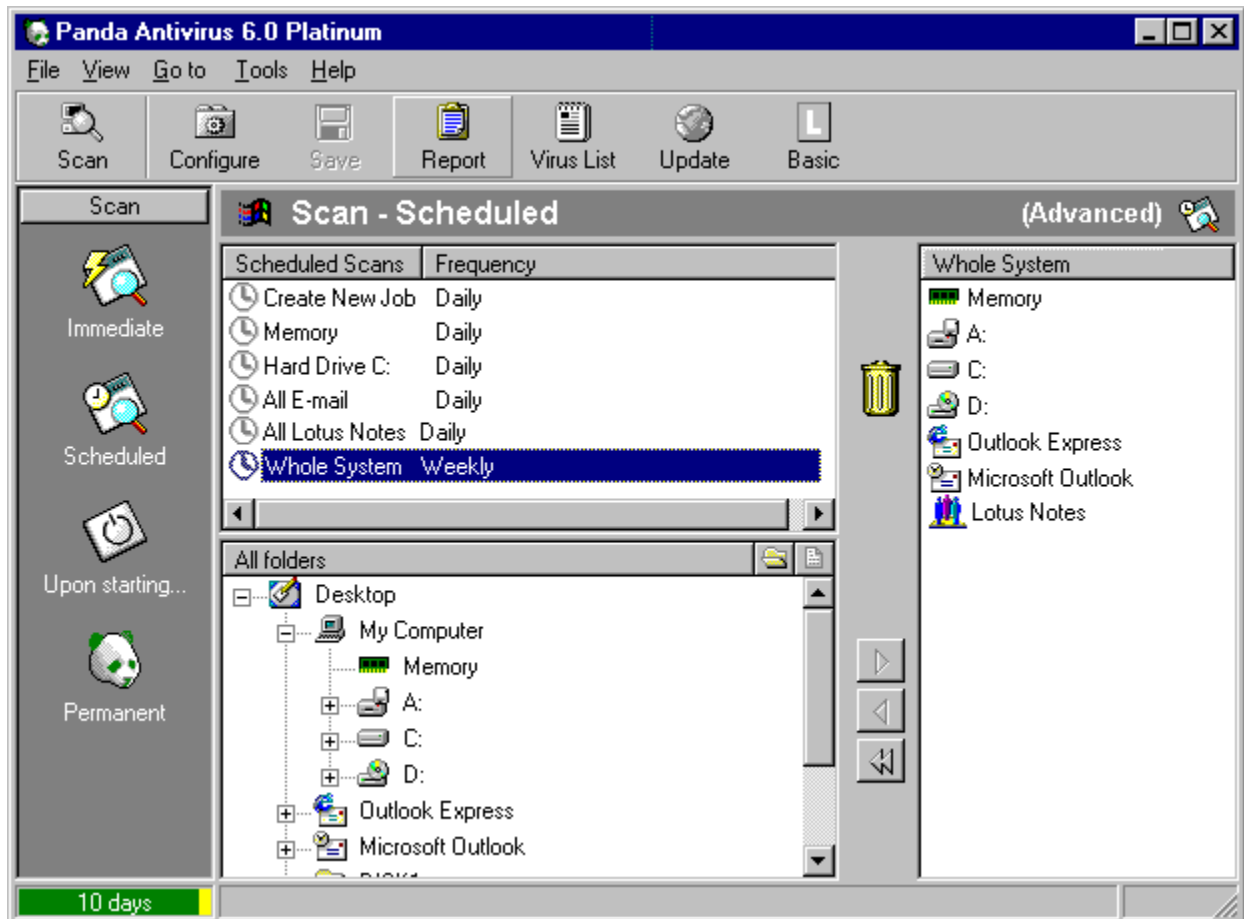 Panda Antivirus 6.0 Platinum
File View Go to Tools Help
Scan Configure Save Report Virus List Update Basic
Scan
Immediate
Scheduled
Upon starting...
Permanent
10 days
Scan - Scheduled (Advanced)
Scheduled Scans Frequency
Create New Job Daily
Memory Daily
Hard Drive C: Daily
All E-mail Daily
All Lotus Notes Daily
Whole System Weekly
All folders
Desktop
My Computer
Memory
A:
C:
D:
Outlook Express
Microsoft Outlook
Whole System
Memory
A:
C:
D:
Outlook Express
Microsoft Outlook
Lotus Notes